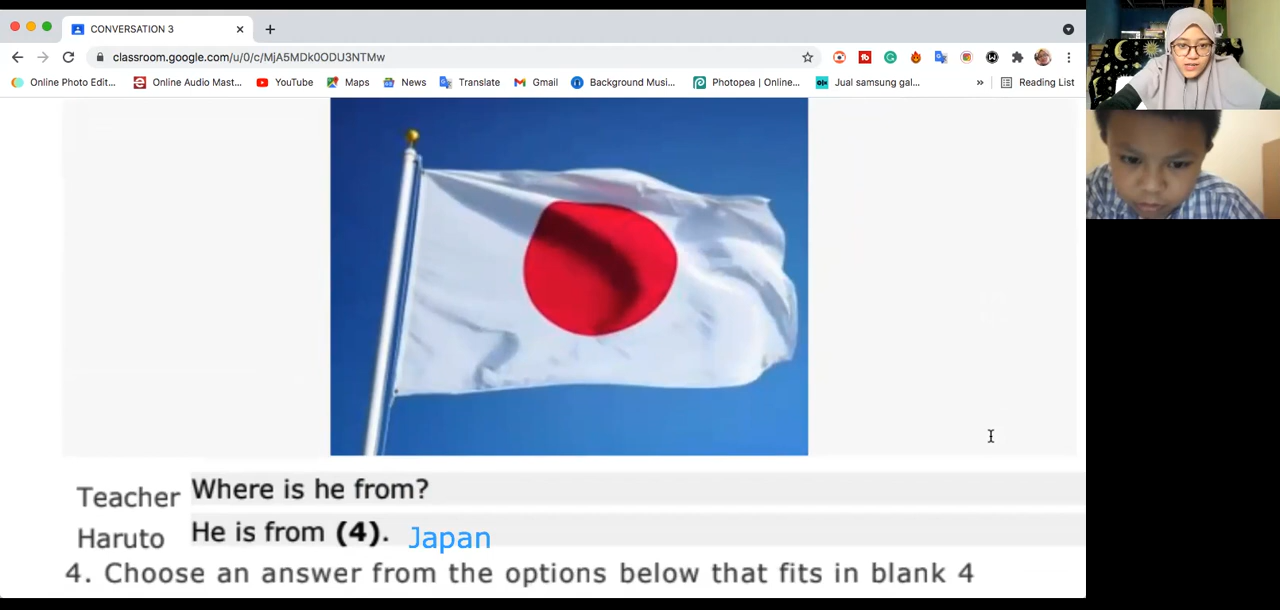 CONVERSATION 3
classroom.google.com/u/0/c/MjA5MDk0ODU3NTMw
Online Photo Edit... Online Audio Mast... YouTube Maps News Translate Gmail Background Musi... Photopea | Online... Jual samsung gal... » Reading List
Teacher Where is he from?
Haruto He is from (4). Japan
4. Choose an answer from the options below that fits in blank 4